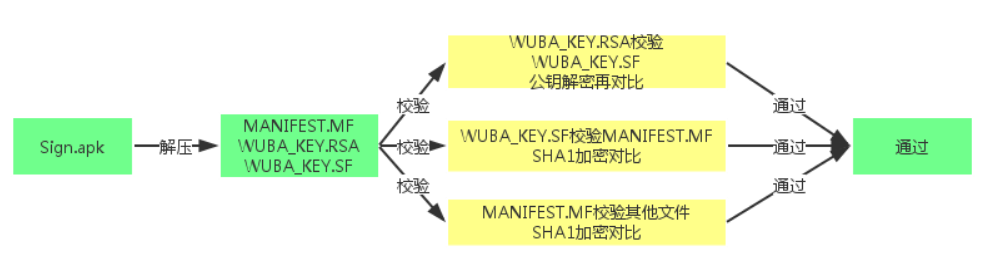 Sign.apk
解压
MANIFEST.MF
WUBA_KEY.RSA
WUBA_KEY.SF
校验
校验
校验
WUBA_KEY.RSA校验
WUBA_KEY.SF
公钥解密再对比
WUBA_KEY.SF校验MANIFEST.MF
SHA1加密对比
MANIFEST.MF校验其他文件
SHA1加密对比
通过
通过
通过
通过